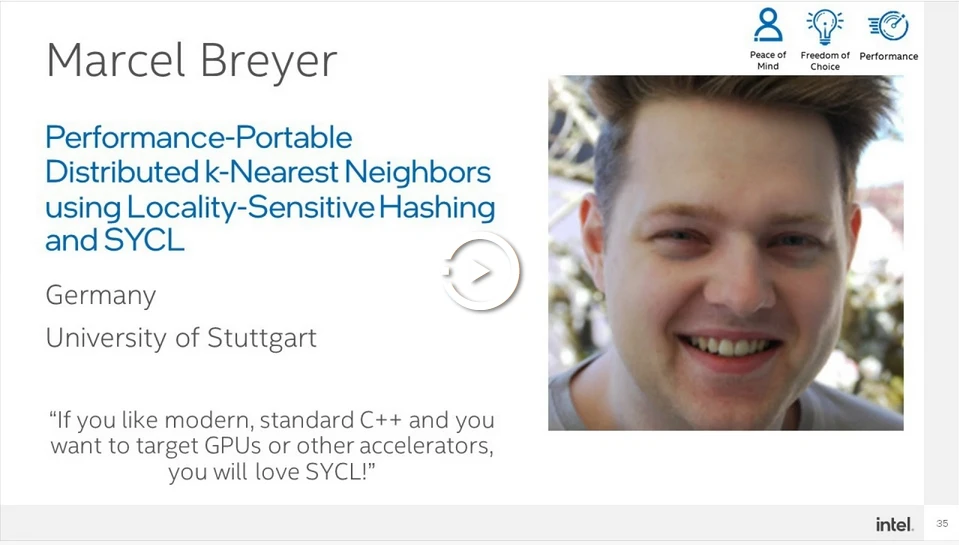 Marcel Breyer
Peace of
Mind
Freedom of
Choice
Performance
Performance-Portable
Distributed k-Nearest Neighbors
using Locality-Sensitive Hashing
and SYCL
Germany
University of Stuttgart
“If you like modern, standard C++ and you
want to target GPUs or other accelerators,
you will love SYCL!”
intel.
35